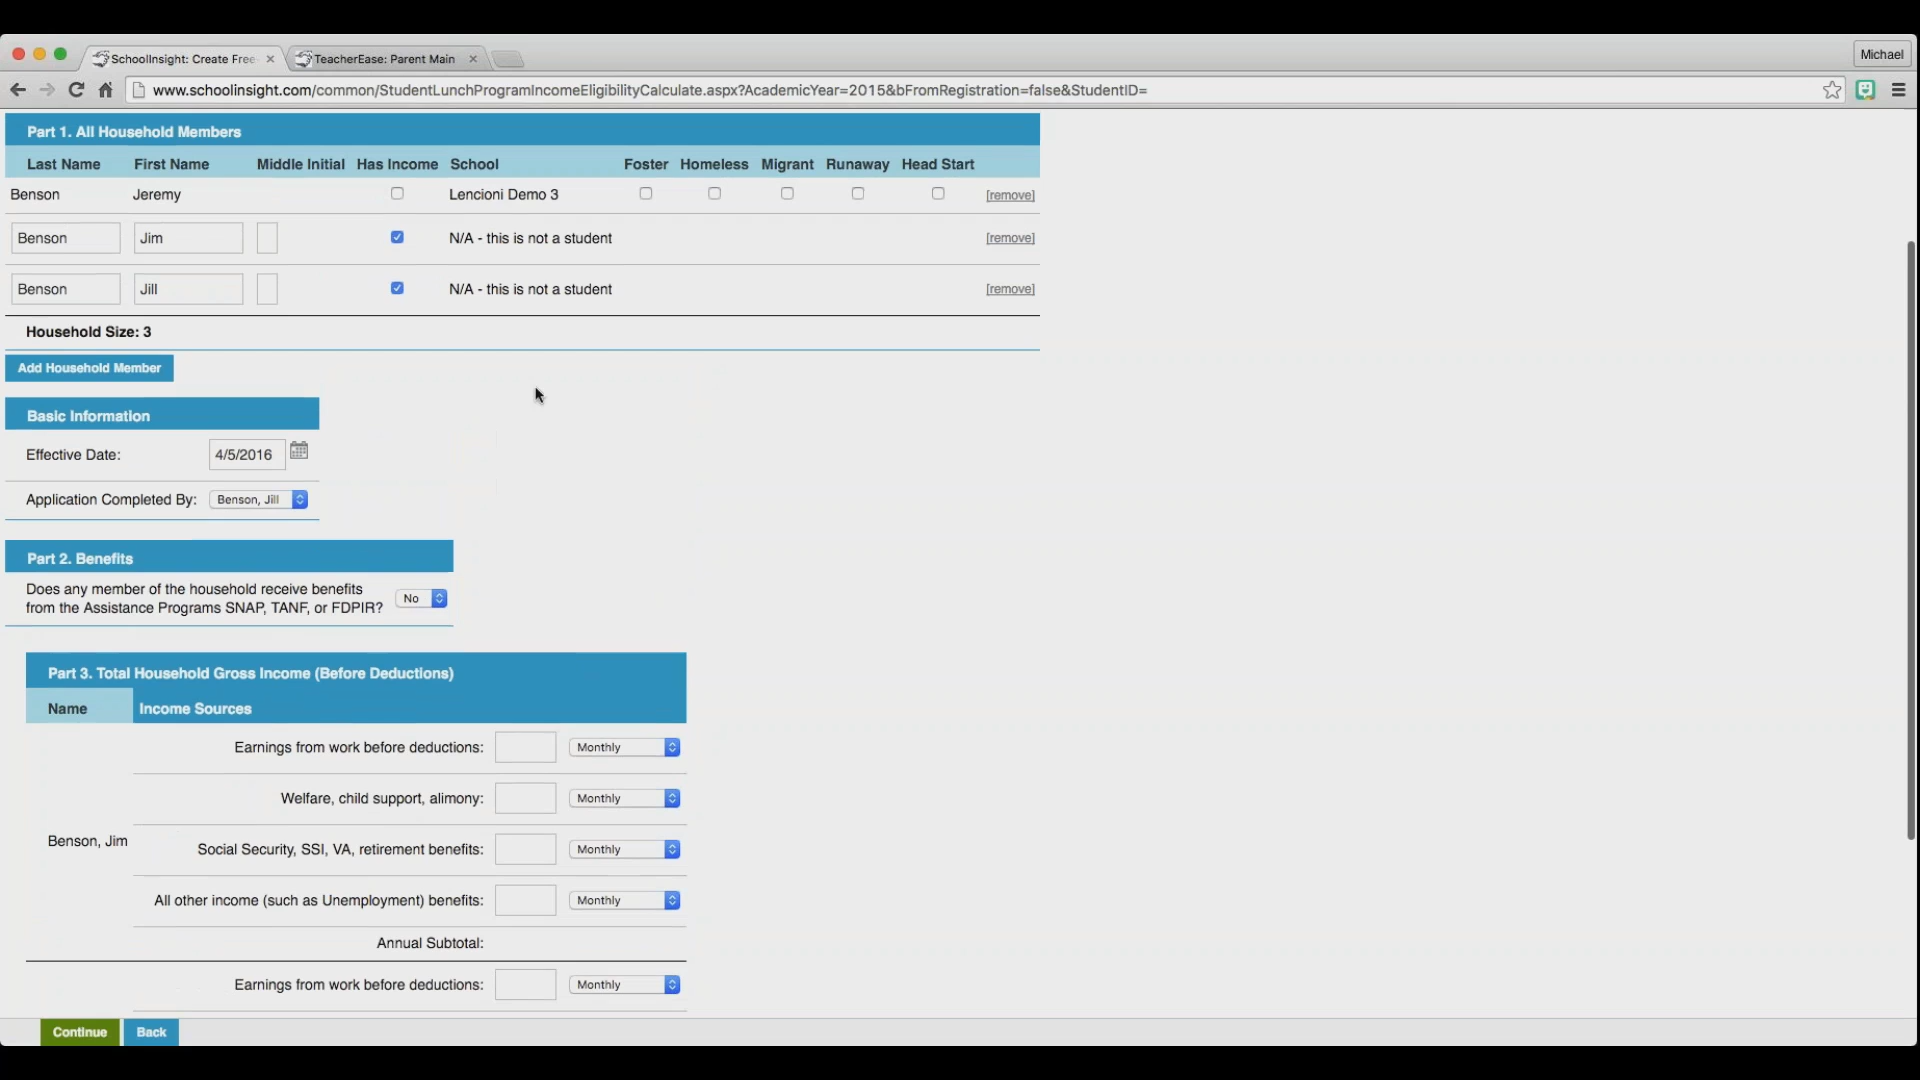 SchoolInsight: Create Free
TeacherEase: Parent Main
Michael
www.schoolinsight.com/common/StudentLunchProgramIncomeEligibilityCalculate.aspx?AcademicYear=2015&bFromRegistration=false&StudentID=
Part 1. All Household Members
Last Name First Name Middle Initial Has Income School Foster Homeless Migrant Runaway Head Start
Benson Jeremy Lencioni Demo 3 [remove]
Benson Jim N/A - this is not a student [remove]
Benson Jill N/A - this is not a student [remove]
Household Size: 3
Add Household Member
Basic Information
Effective Date: 4/5/2016
Application Completed By: Benson, Jill
Part 2. Benefits
Does any member of the household receive benefits
from the Assistance Programs SNAP, TANF, or FDPIR? No
Part 3. Total Household Gross Income (Before Deductions)
Name Income Sources
Earnings from work before deductions: Monthly
Welfare, child support, alimony: Monthly
Benson, Jim
Social Security, SSI, VA, retirement benefits: Monthly
All other income (such as Unemployment) benefits: Monthly
Annual Subtotal:
Earnings from work before deductions: Monthly
Continue Back